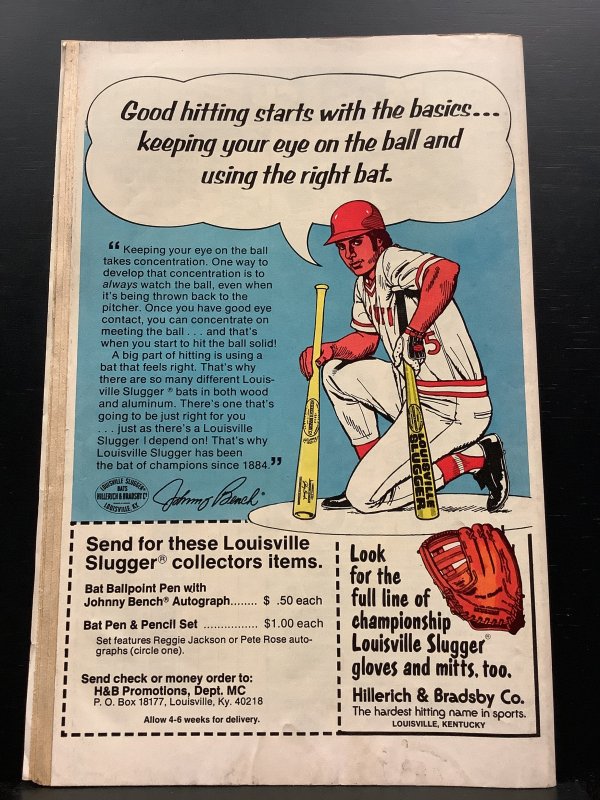 Good hitting starts with the basics...
keeping your eye on the ball and
using the right bat.
“ Keeping your eye on the ball
takes concentration. One way to
develop that concentration is to
always watch the ball, even when
it's being thrown back to the
pitcher. Once you have good eye
contact, you can concentrate on
meeting the ball . . . and that's
when you start to hit the ball solid!
A big part of hitting is using a
bat that feels right. That's why
there are so many different Louis-
ville Slugger ® bats in both wood
and aluminum. There's one that's
going to be just right for you
. . . just as there's a Louisville
Slugger I depend on! That's why
Louisville Slugger has been
the bat of champions since 1884.”
5
LOUISVILLE
SLUGGER
LOUISVILLE SLUGGER
BATS
HILLERICH & BRADSBY Co
LOUISVILLE KY.
Johnny Bench
Send for these Louisville
Slugger® collectors items.
Bat Ballpoint Pen with
Johnny Bench® Autograph....... $ .50 each
Bat Pen & Pencil Set ................ $1.00 each
Set features Reggie Jackson or Pete Rose auto-
graphs (circle one).
Send check or money order to:
H&B Promotions, Dept. MC
P. O. Box 18177, Louisville, Ky. 40218
Allow 4-6 weeks for delivery.
Look
for the
full line of
championship
Louisville Slugger®
gloves and mitts, too.
Hillerich & Bradsby Co.
The hardest hitting name in sports.
LOUISVILLE, KENTUCKY